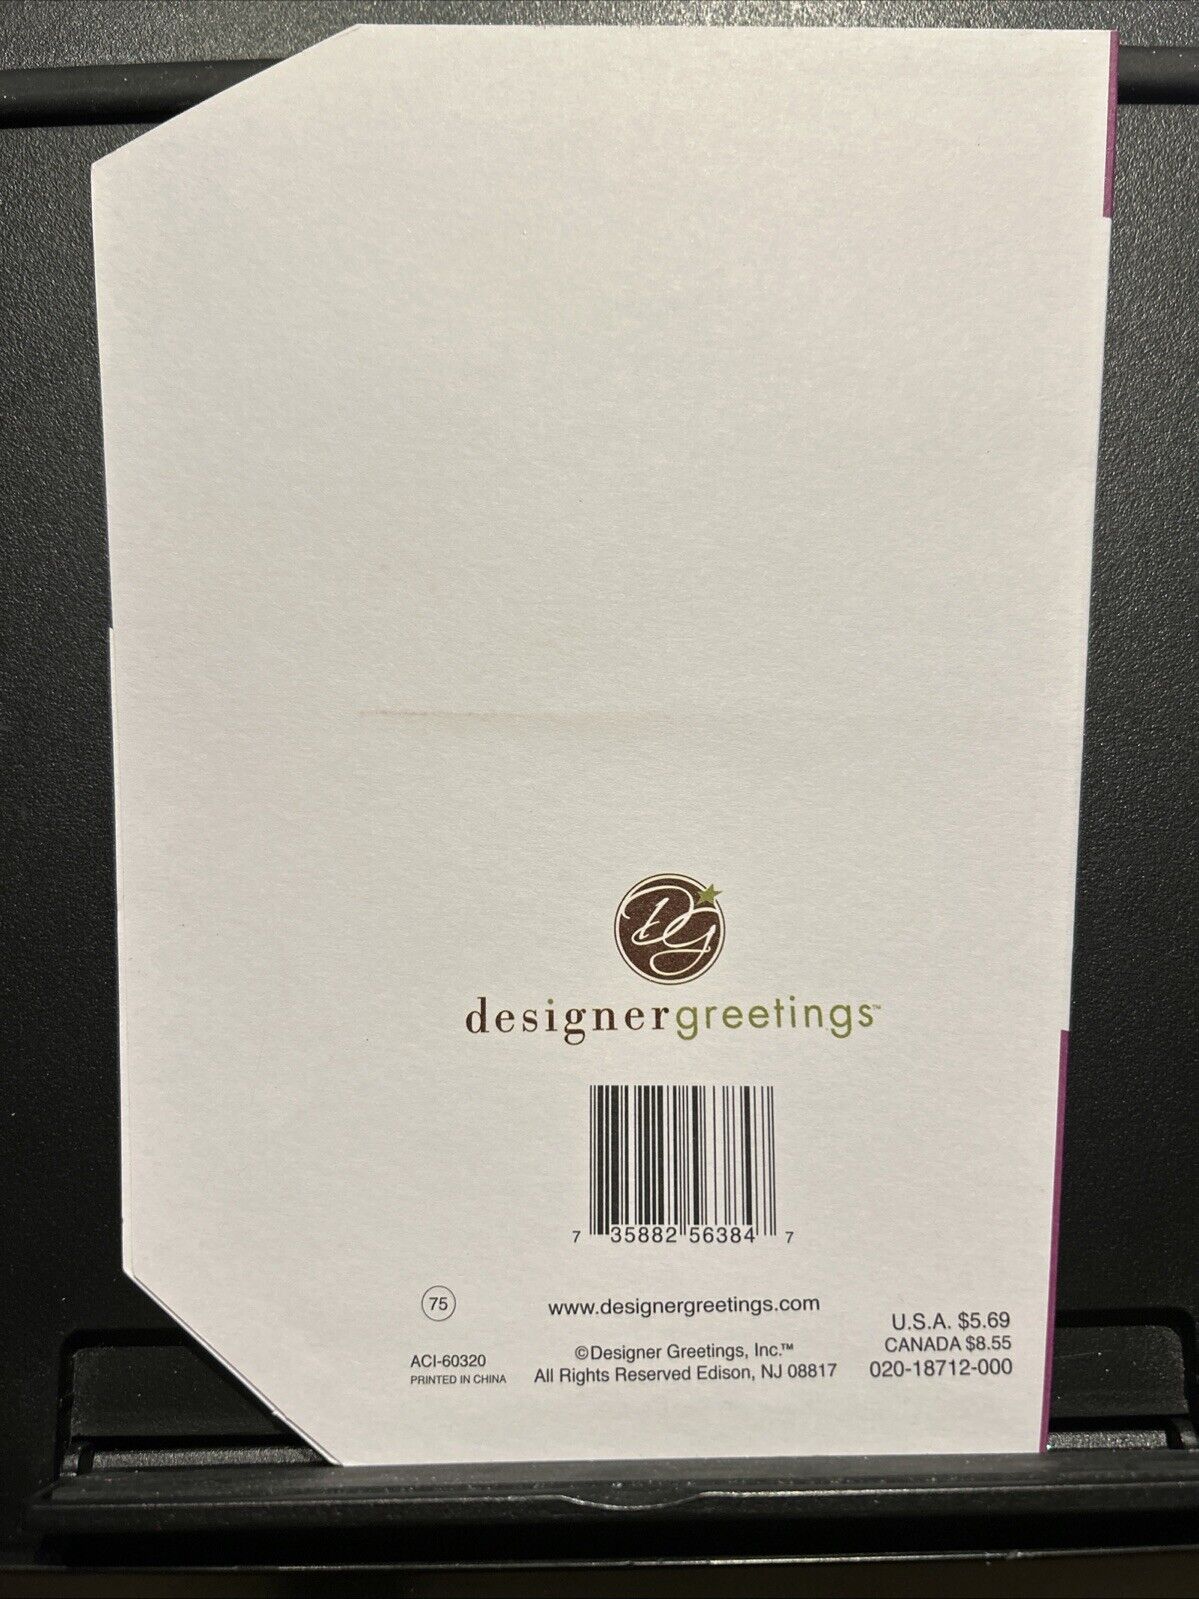 DG
designergreetings™
7 35882 56384 7
75
www.designergreetings.com
©Designer Greetings, Inc.™
All Rights Reserved Edison, NJ 08817
ACI-60320
PRINTED IN CHINA
U.S.A. $5.69
CANADA $8.55
020-18712-000